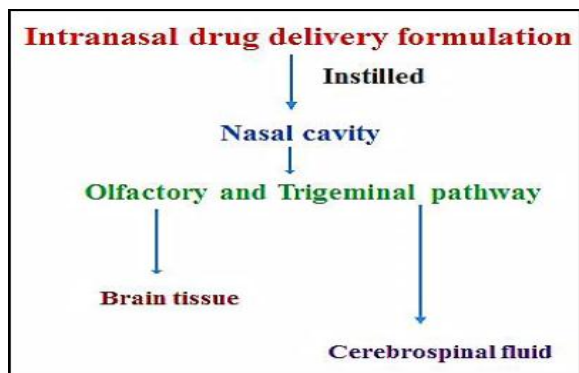 Intranasal drug delivery formulation
Instilled
Nasal cavity
Olfactory and Trigeminal pathway
Brain tissue
Cerebrospinal fluid